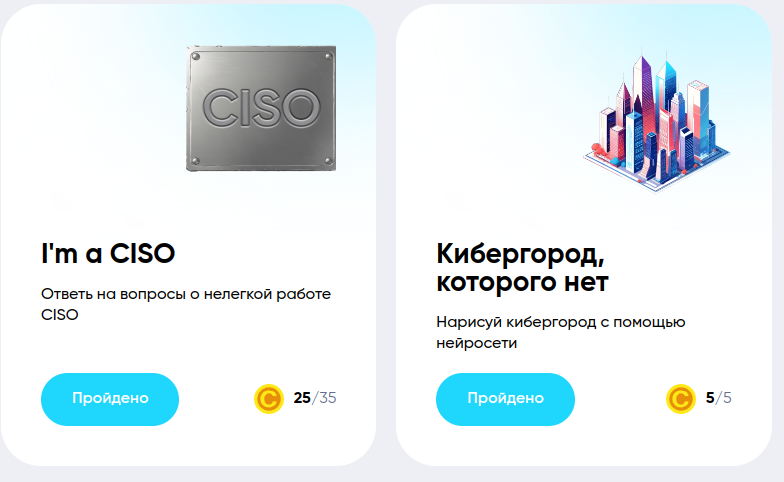 CISO
I'm a CISO
Ответь на вопросы о нелегкой работе
CISO
Пройдено
25/35
Кибергород,
которого нет
Нарисуй кибергород с помощью
нейросети
Пройдено
5/5